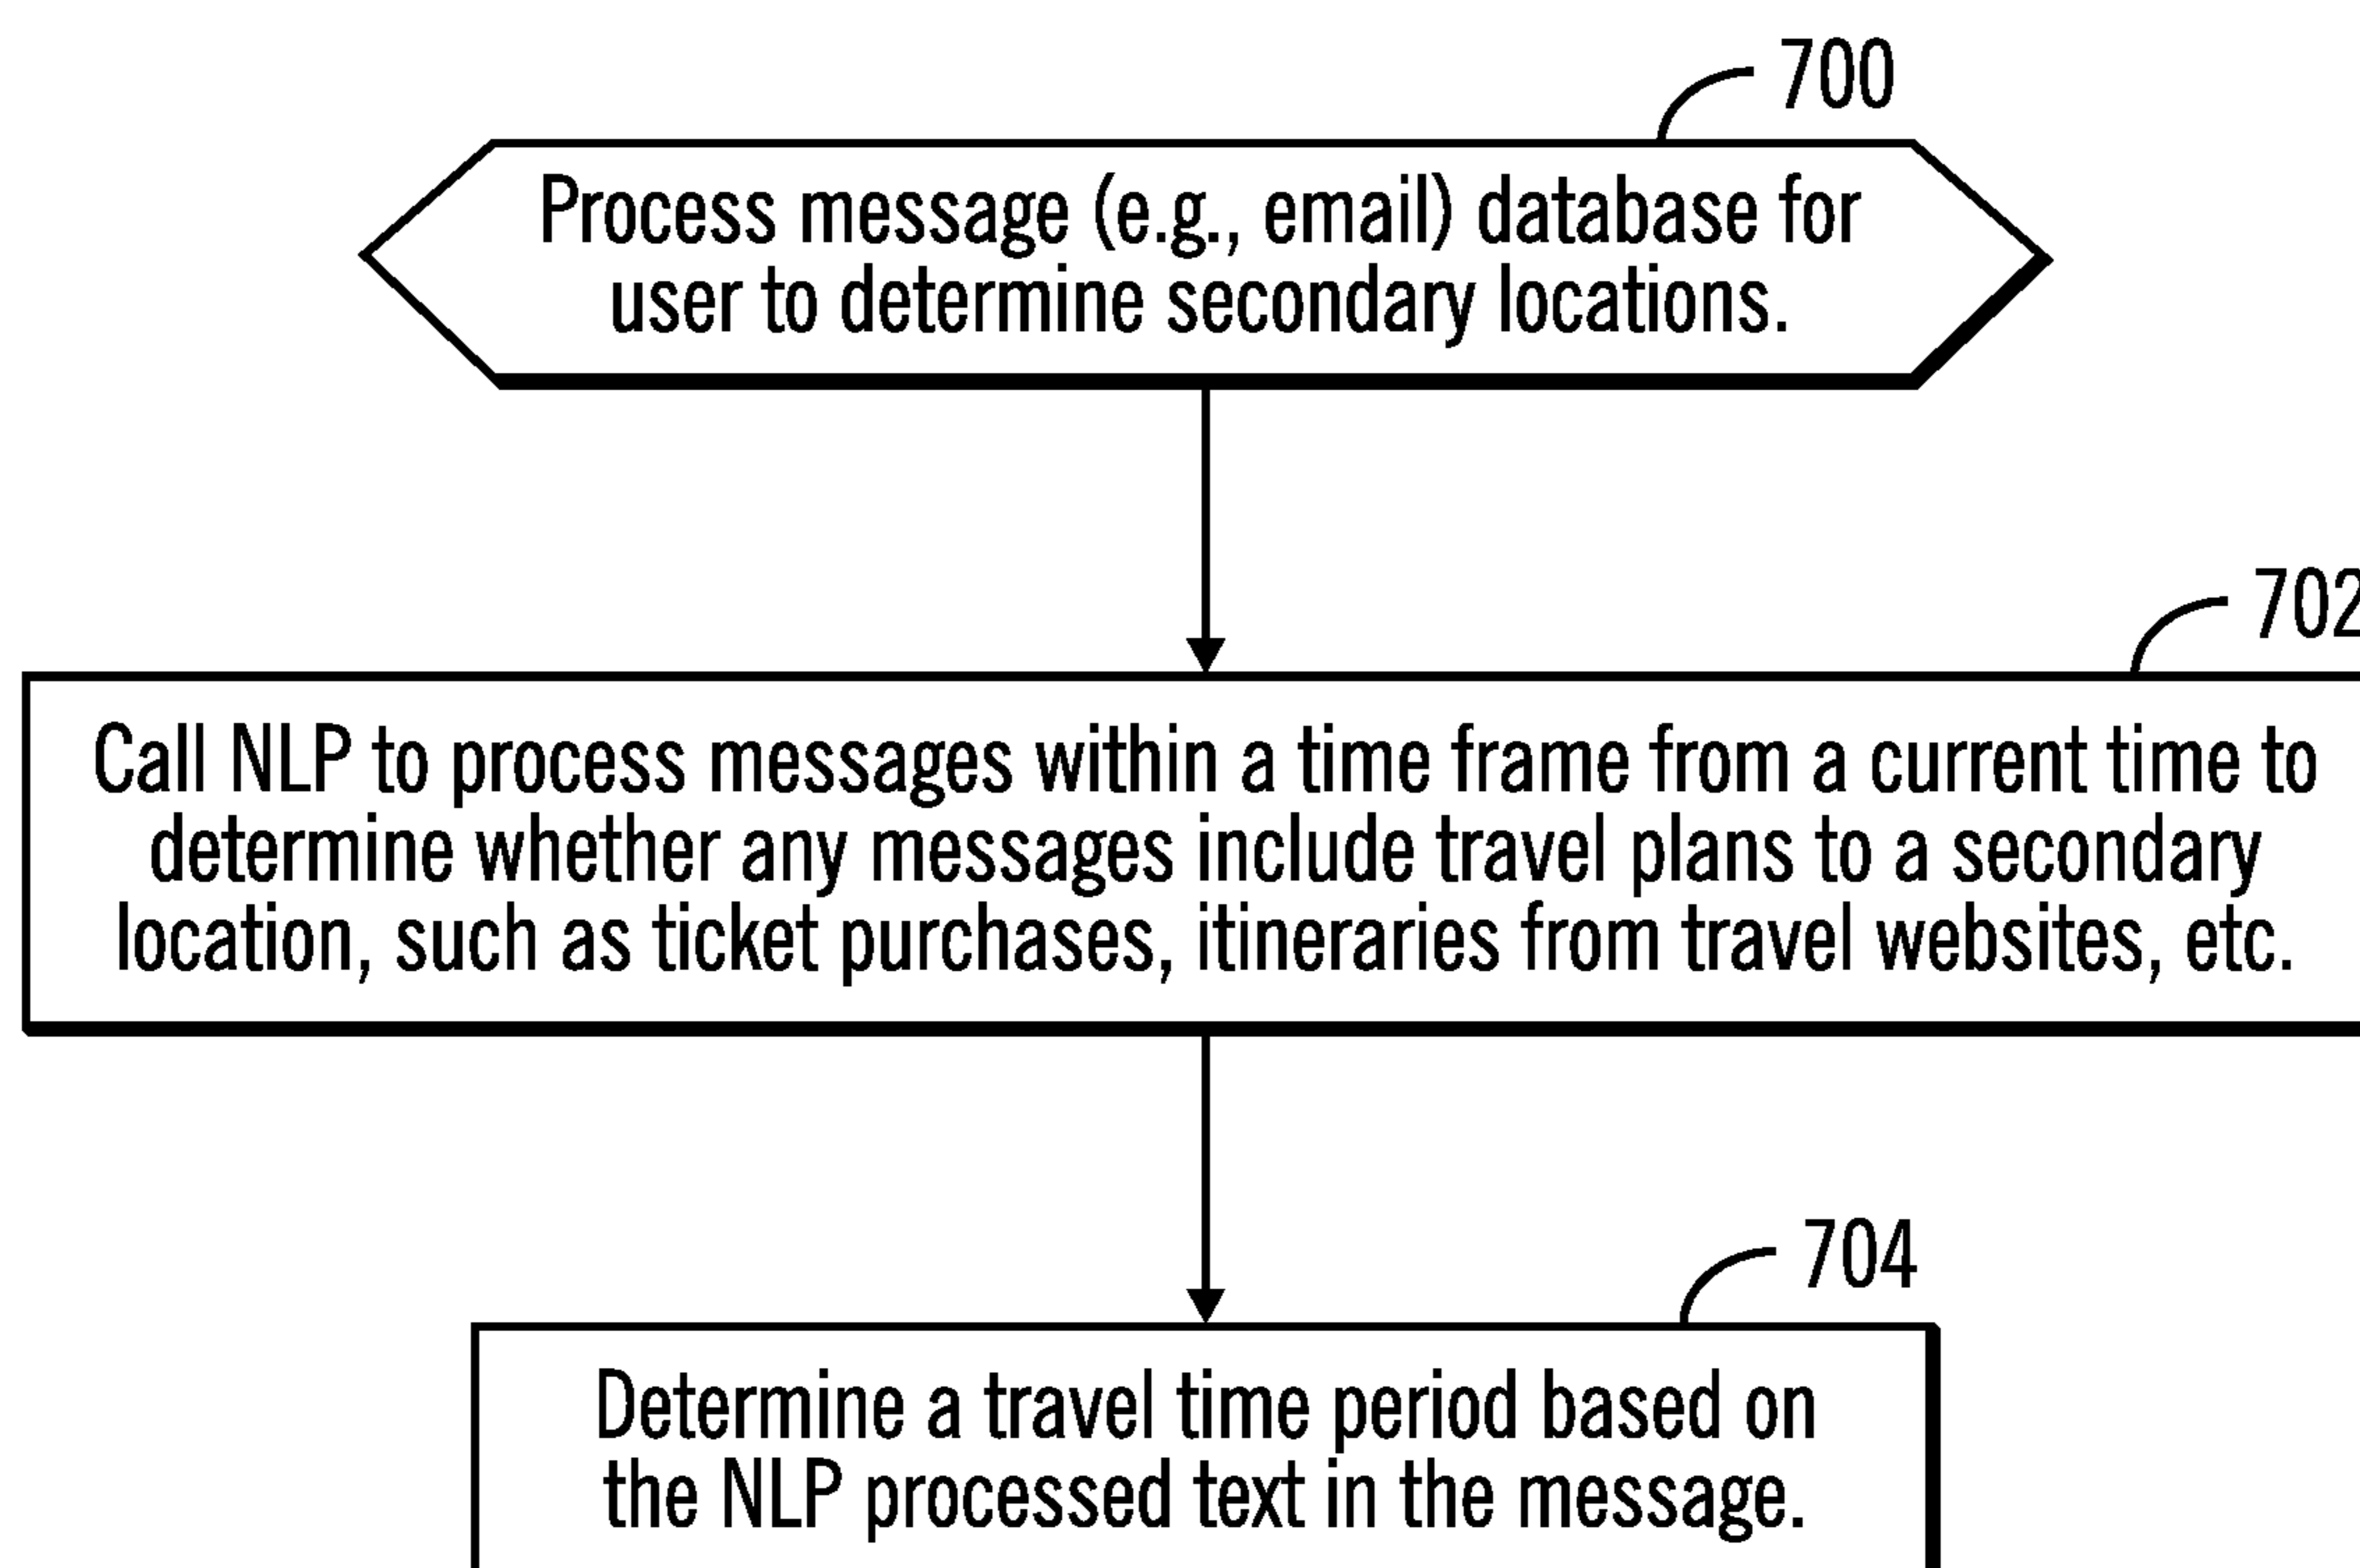 700
Process message (e.g., email) database for
user to determine secondary locations.
702
Call NLP to process messages within a time frame from a current time to
determine whether any messages include travel plans to a secondary
location, such as ticket purchases, itineraries from travel websites, etc.
704
Determine a travel time period based on
the NLP processed text in the message.